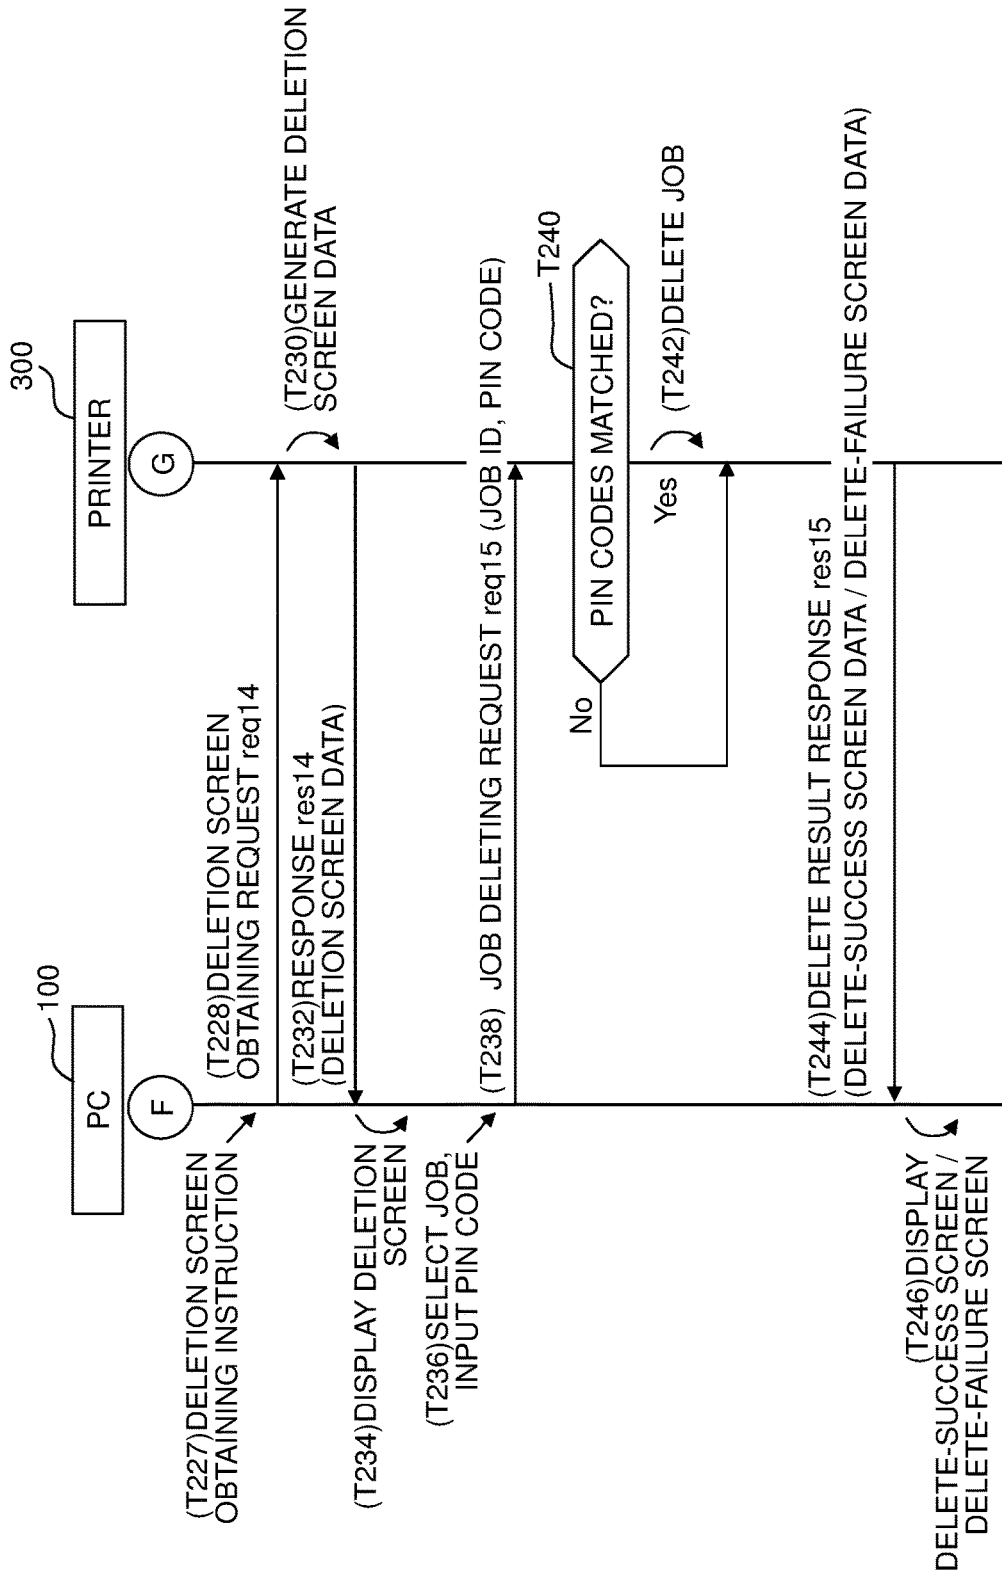 PC
100
PRINTER
300
F
G
(T227)DELETION SCREEN
OBTAINING INSTRUCTION
(T228)DELETION SCREEN
OBTAINING REQUEST req14
(T230)GENERATE DELETION
SCREEN DATA
(T232)RESPONSE res14
(DELETION SCREEN DATA)
(T234)DISPLAY DELETION
SCREEN
(T236)SELECT JOB,
INPUT PIN CODE
(T238) JOB DELETING REQUEST req15 (JOB ID, PIN CODE)
T240
PIN CODES MATCHED?
No
Yes
(T242)DELETE JOB
(T244)DELETE RESULT RESPONSE res15
(DELETE-SUCCESS SCREEN DATA / DELETE-FAILURE SCREEN DATA)
(T246)DISPLAY
DELETE-SUCCESS SCREEN /
DELETE-FAILURE SCREEN